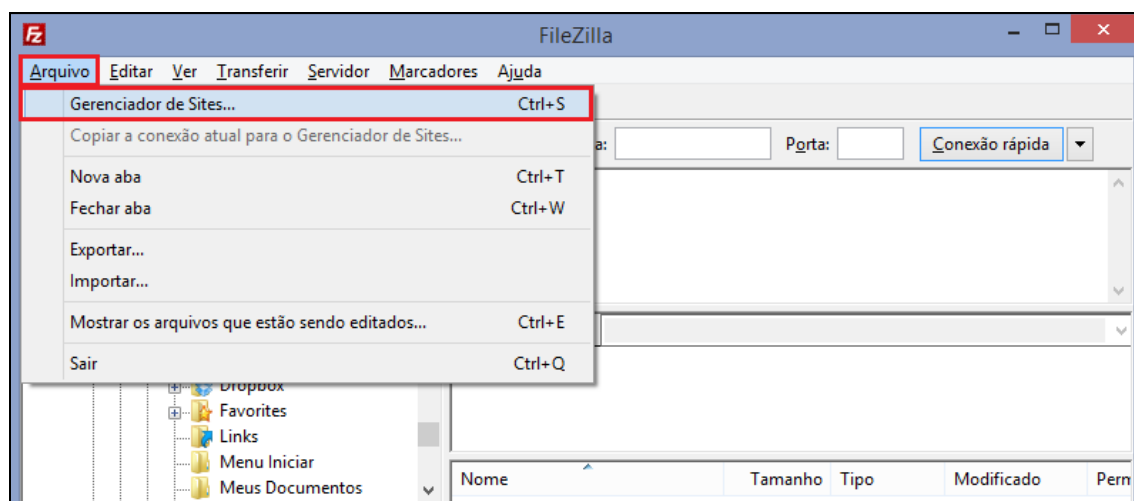 FileZilla
Arquivo Editar Ver Transferir Servidor Marcadores Ajuda
Gerenciador de Sites... Ctrl+S
Copiar a conexão atual para o Gerenciador de Sites...
a: Porta: Conexão rápida
Nova aba Ctrl+T
Fechar aba Ctrl+W
Exportar...
Importar...
Mostrar os arquivos que estão sendo editados... Ctrl+E
Sair Ctrl+Q
Dropbox
Favorites
Links
Menu Iniciar
Meus Documentos
Nome Tamanho Tipo Modificado Perm